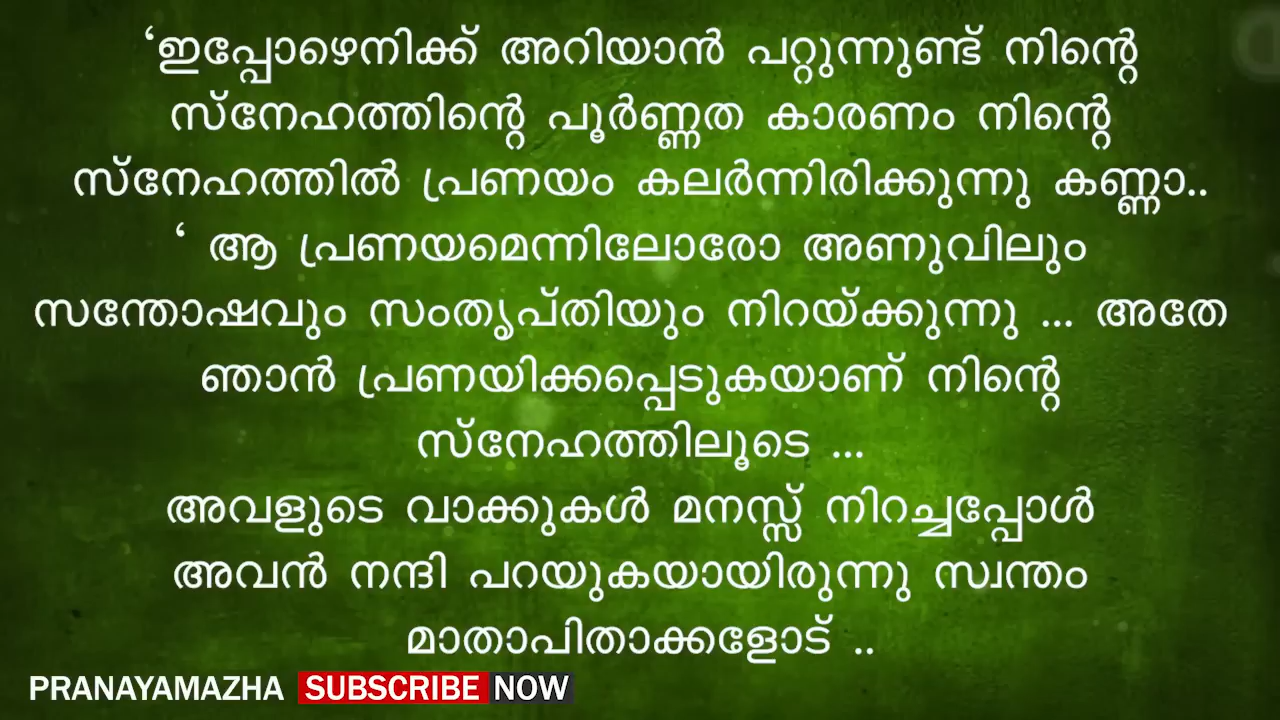 ‘ഇപ്പോഴെനിക്ക് അറിയാൻ പറ്റുന്നുണ്ട് നിന്റെ
സ്നേഹത്തിന്റെ പൂർണ്ണത കാരണം നിന്റെ
സ്നേഹത്തിൽ പ്രണയം കലർന്നിരിക്കുന്നു കണ്ണാ..
‘ ആ പ്രണയമെന്നിലോരോ അണുവിലും
സന്തോഷവും സംതൃപ്തിയും നിറയ്ക്കുന്നു ... അതേ
ഞാൻ പ്രണയിക്കപ്പെടുകയാണ് നിന്റെ
സ്നേഹത്തിലൂടെ ...
അവളുടെ വാക്കുകൾ മനസ്സ് നിറച്ചപ്പോൾ
അവൻ നന്ദി പറയുകയായിരുന്നു സ്വന്തം
മാതാപിതാക്കളോട് ..
PRANAYAMAZHA SUBSCRIBE NOW